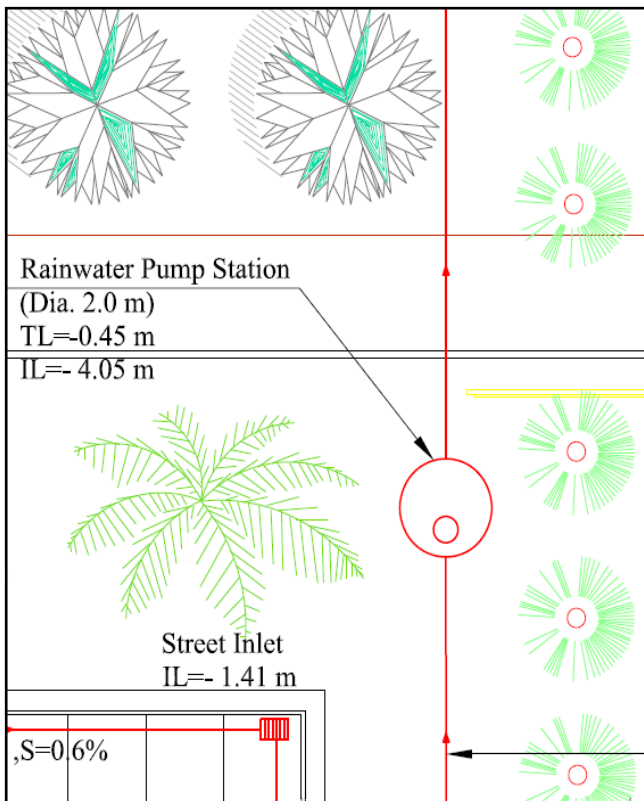 Rainwater Pump Station
(Dia. 2.0 m)
TL=-0.45 m
IL=- 4.05 m
Street Inlet
IL=- 1.41 m
,S=0.6%